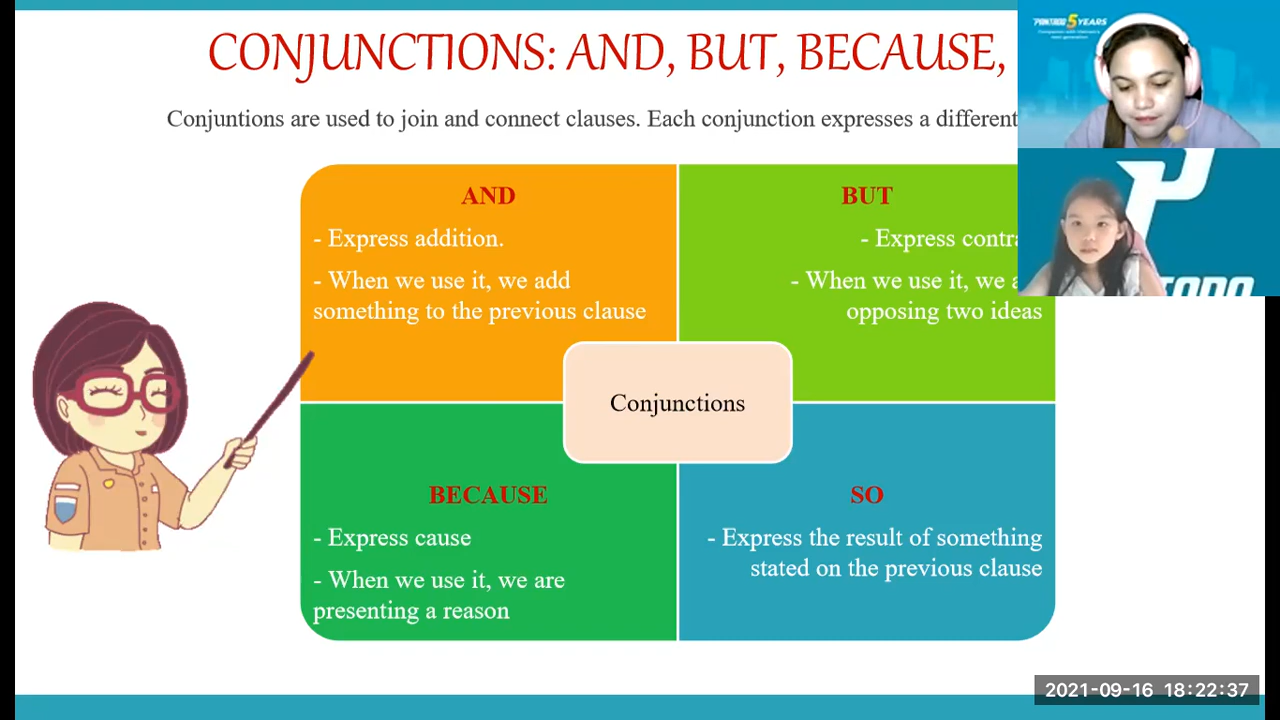 CONJUNCTIONS: AND, BUT, BECAUSE,
Conjuntions are used to join and connect clauses. Each conjunction expresses a different
AND
- Express addition.
- When we use it, we add
something to the previous clause
BUT
- Express contra
- When we use it, we a
opposing two ideas
Conjunctions
BECAUSE
- Express cause
- When we use it, we are
presenting a reason
SO
- Express the result of something
stated on the previous clause
5 YEARS
2021-09-16 18:22:37